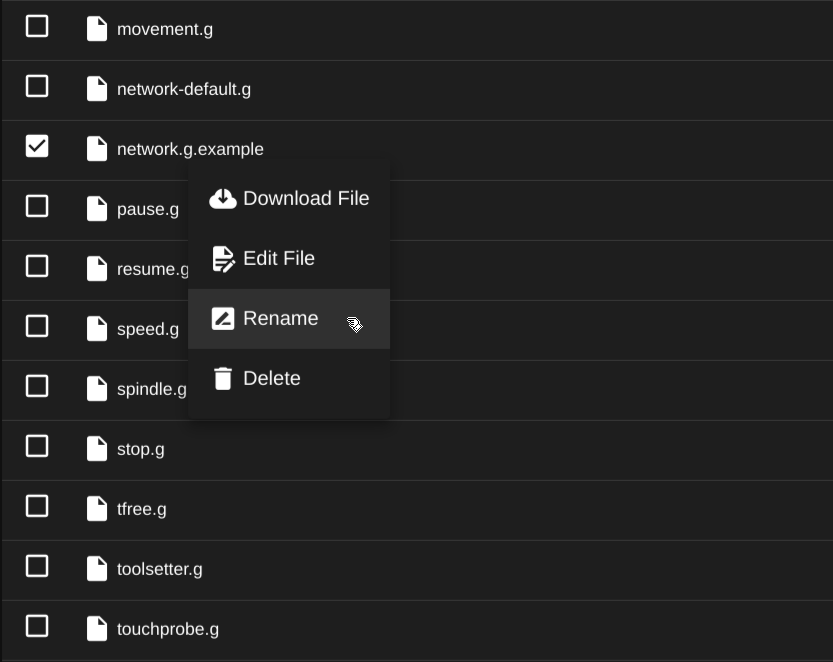 movement.g
network-default.g
network.g.example
Download File
pause.g
Edit File
resume.g
Rename
speed.g
Delete
spindle.g
stop.g
tfree.g
toolsetter.g
touchprobe.g